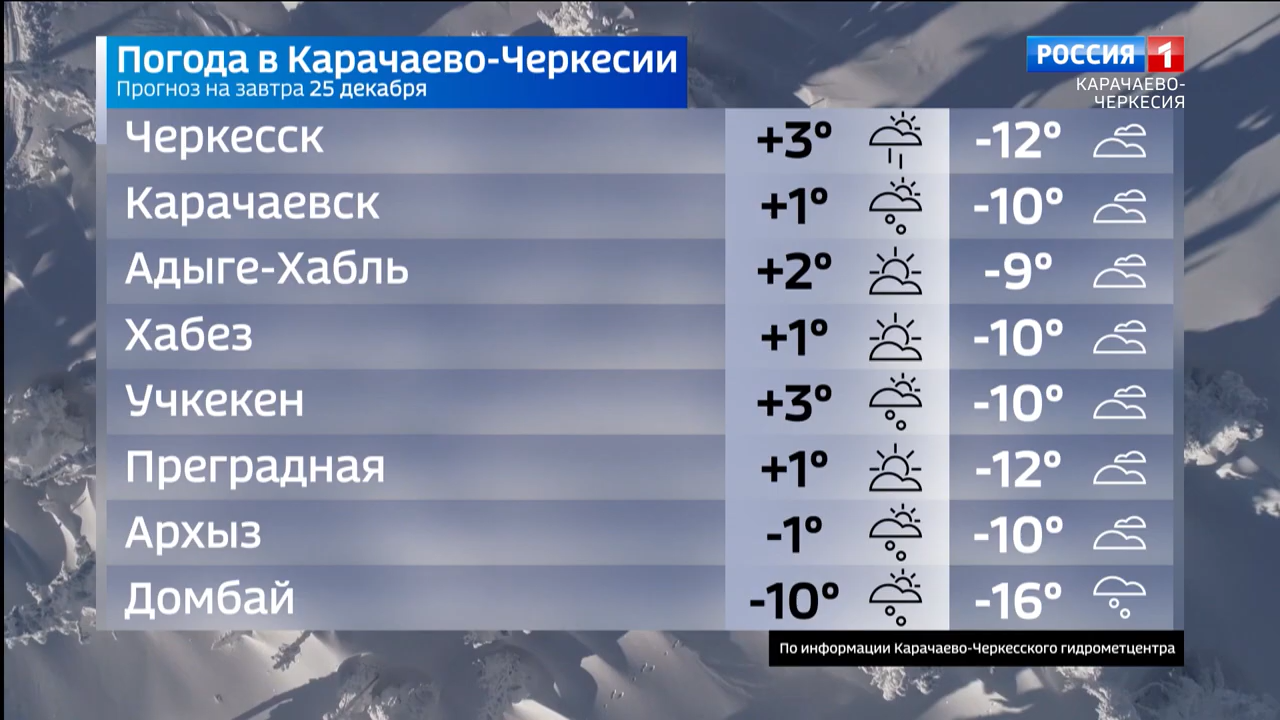 Погода в Карачаево-Черкесии
Прогноз на завтра 25 декабря
РОССИЯ 1
КАРАЧАЕВО-
ЧЕРКЕСИЯ
Черкесск +3° -12°
Карачаевск +1° -10°
Адыге-Хабль +2° -9°
Хабез +1° -10°
Учкекен +3° -10°
Преградная +1° -12°
Архыз -1° -10°
Домбай -10° -16°
По информации Карачаево-Черкесского гидрометцентра